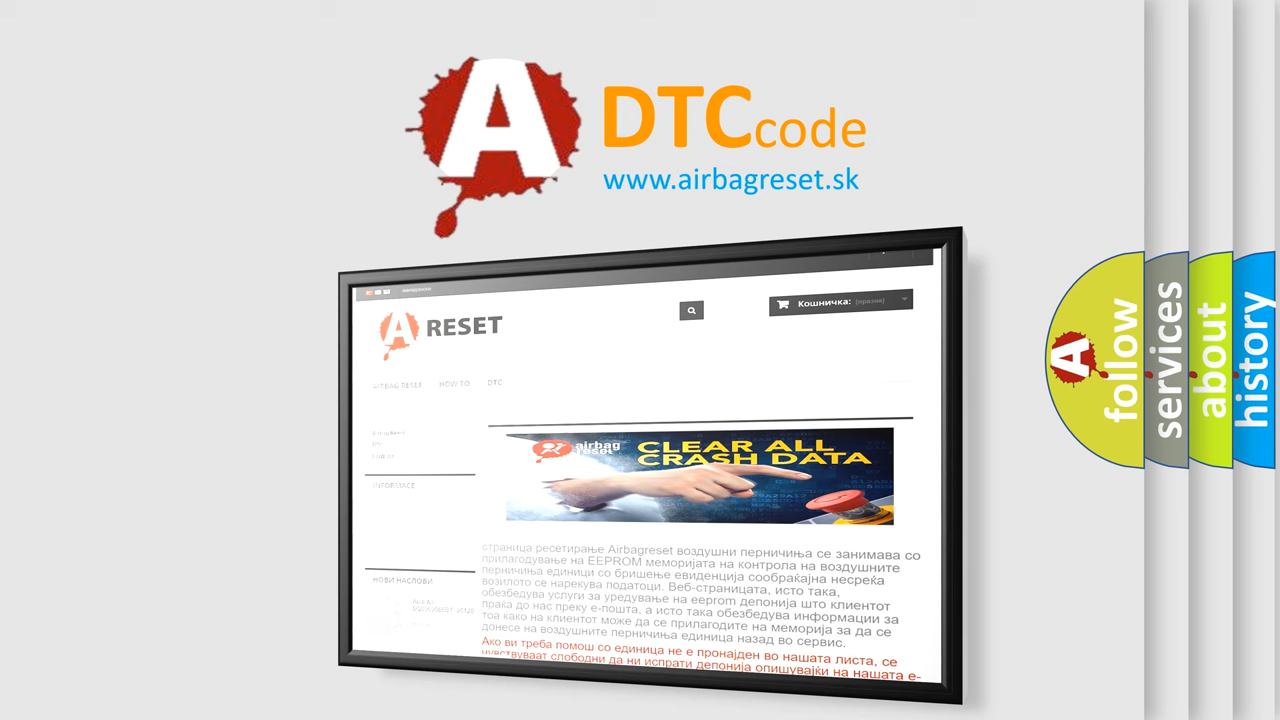 A DTCcode
www.airbagreset.sk
A RESET
Кошничка: (празни)
AIRBAG RESET HOW TO DTC
INFORMACE
airbag
reset
CLEAR ALL
CRASH DATA
страница ресетирање Airbagreset воздушни перничиња се занимава со
прилагодување на EEPROM меморијата на контрола на воздушните
перничиња единици со бришење евиденција сообраќајна несреќа
возилото се нарекува податоци. Веб-страницата, исто така,
обезбедува услуги за уредување на eeprom депонија што клиентот
праќа до нас преку е-пошта, а исто така обезбедува информации за
тоа како на клиентот може да се прилагодите на меморија за да се
донесе на воздушните перничиња единица назад во сервис.
Ако ви треба помош со единица не е пронајден во нашата листа, се
чувствуваат слободни да ни испрати депонија опишувајќи на нашата е-
НОВИ НАСЛОВИ
A follow
services
about
history